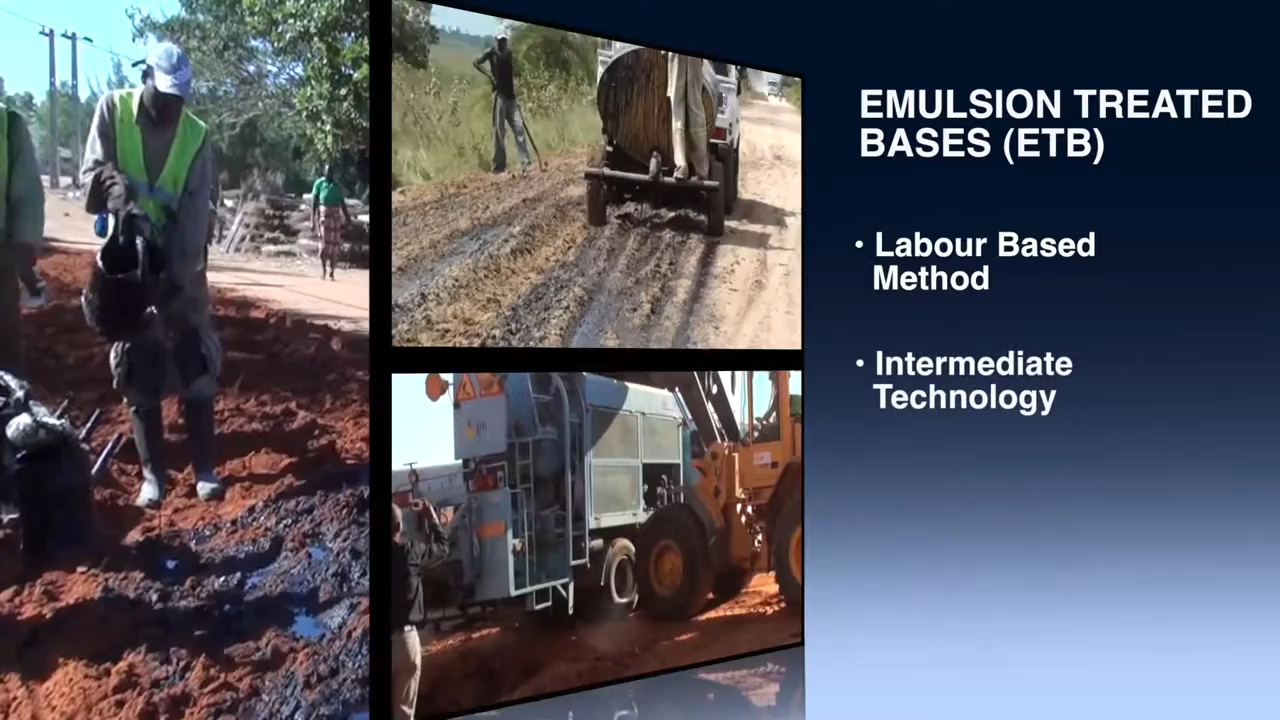 EMULSION TREATED
BASES (ETB)
• Labour Based
Method
• Intermediate
Technology